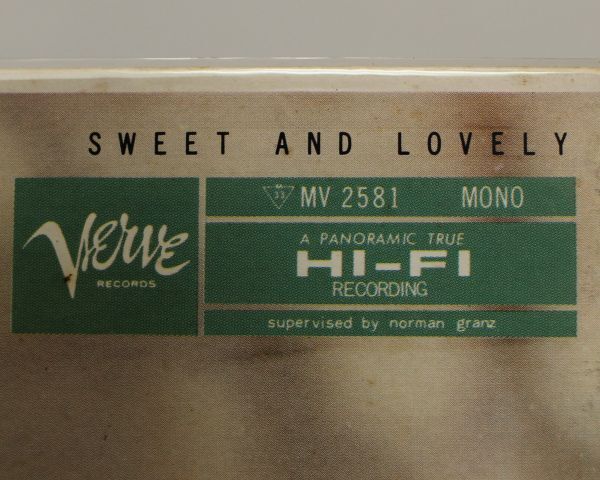 SWEET AND LOVELY
Verve
RECORDS
MV 2581 MONO
A PANORAMIC TRUE
HI-FI
RECORDING
supervised by norman granz